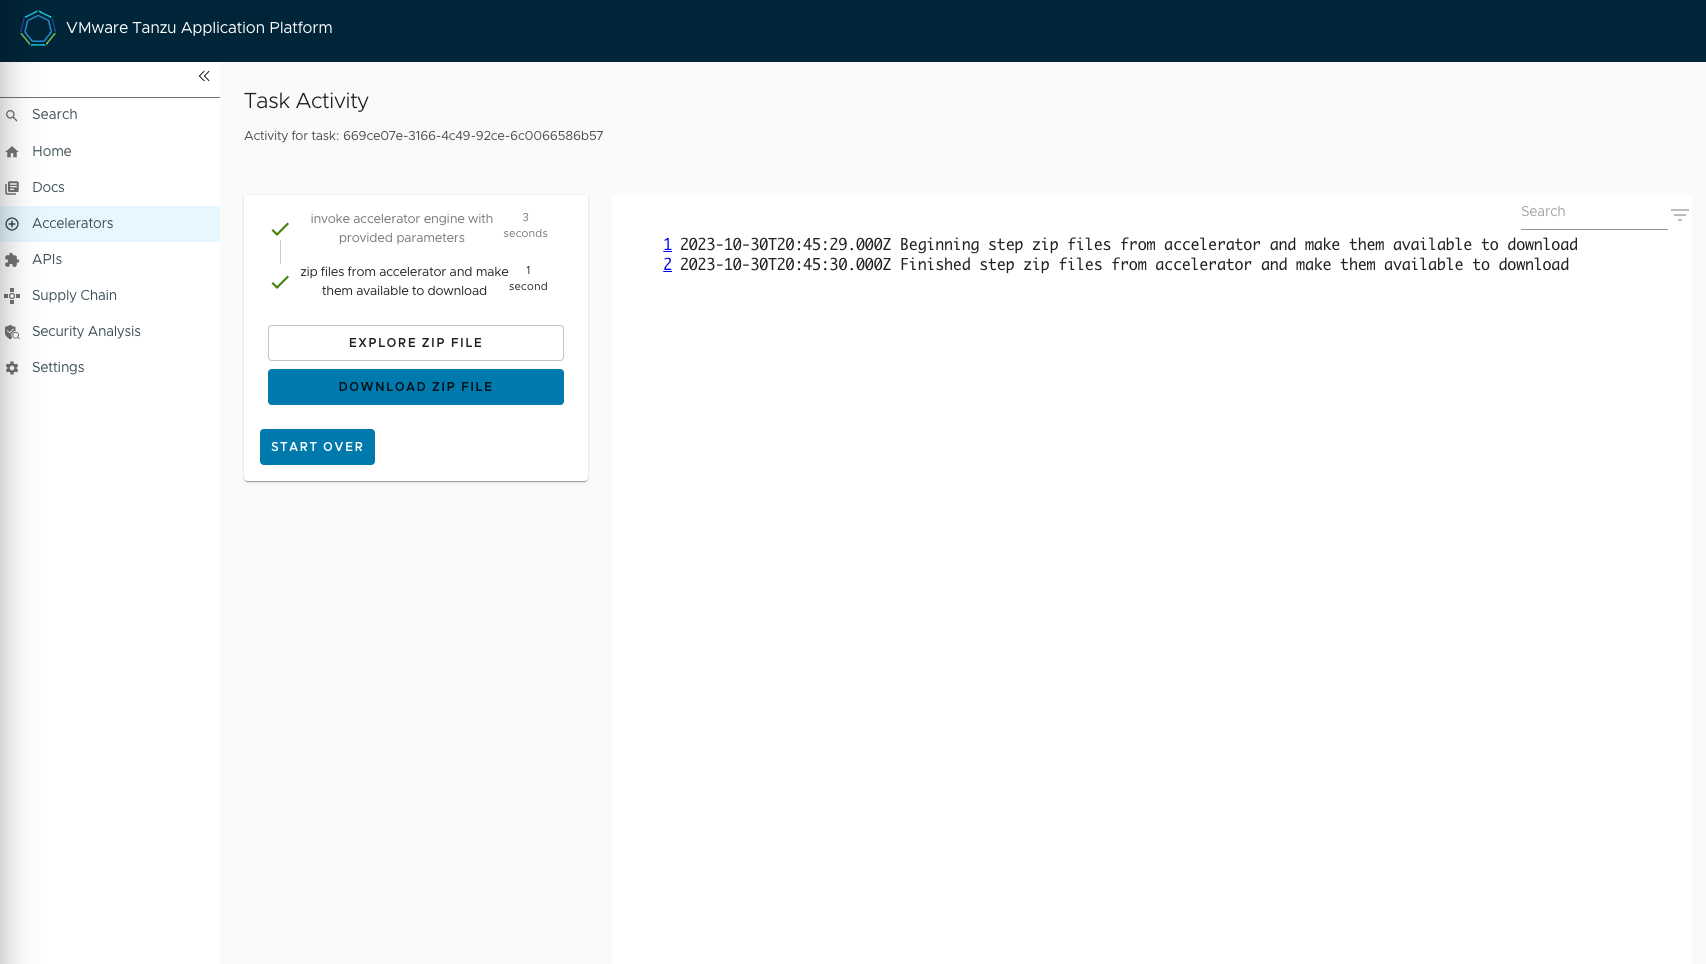 VMware Tanzu Application Platform
Search
Home
Docs
Accelerators
APIs
Supply Chain
Security Analysis
Settings
Task Activity
Activity for task: 669ce07e-3166-4c49-92ce-6c0066586b57
invoke accelerator engine with
provided parameters
3
seconds
zip files from accelerator and make
them available to download
1
second
EXPLORE ZIP FILE
DOWNLOAD ZIP FILE
START OVER
Search
1 2023-10-30T20:45:29.000Z Beginning step zip files from accelerator and make them available to download
2 2023-10-30T20:45:30.000Z Finished step zip files from accelerator and make them available to download